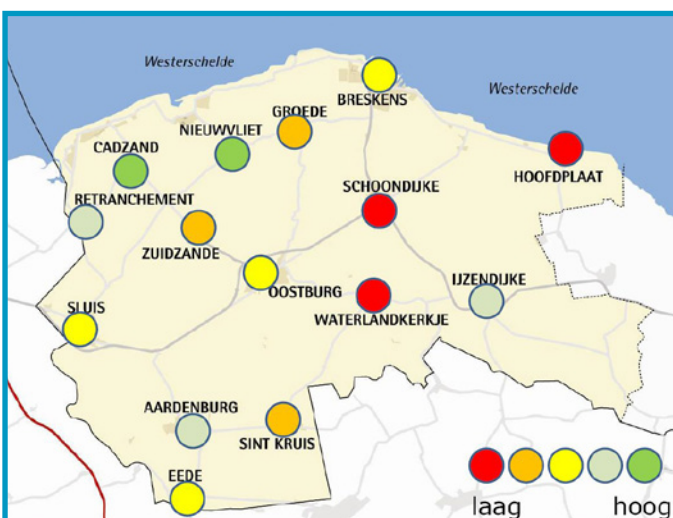 Westerschelde
BRESKENS
Westerschelde
GROEDE
NIEUWVLIET
CADZAND
HOOFDPLAAT
SCHOONDIJKE
RETRANCHEMENT
ZUIDZANDE
IJZENDIJKE
OOSTBURG
SLUIS
WATERLANDKERKJE
AARDENBURG
SINT KRUIS
EEDE
laag hoog